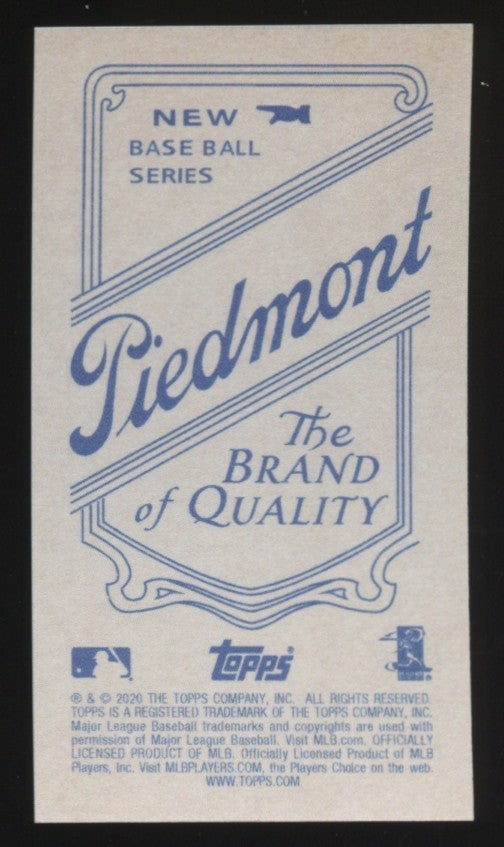 NEW
BASE BALL
SERIES
Piedmont
The
BRAND
of QUALITY
topps®
® & © 2020 THE TOPPS COMPANY, INC. ALL RIGHTS RESERVED.
TOPPS IS A REGISTERED TRADEMARK OF THE TOPPS COMPANY, INC.
Major League Baseball trademarks and copyrights are used with
permission of Major League Baseball. Visit MLB.com. OFFICIALLY
LICENSED PRODUCT OF MLB. Officially Licensed Product of MLB
Players, Inc. Visit MLBPLAYERS.COM, the Players Choice on the web.
WWW.TOPPS.COM